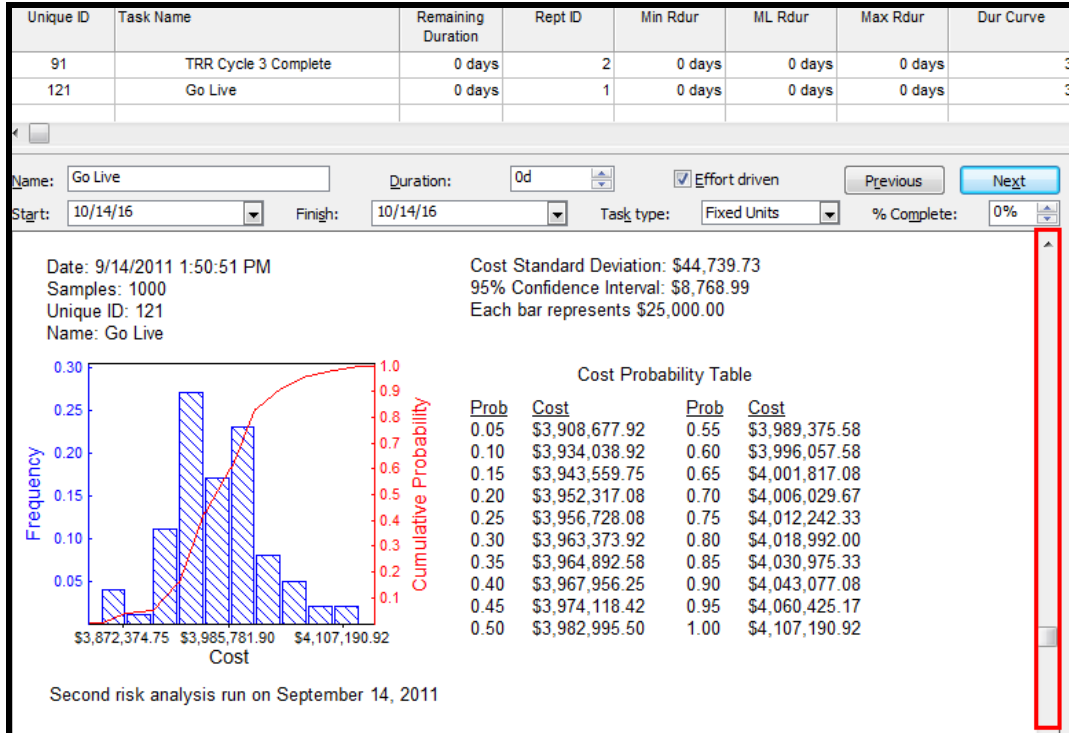 Unique ID Task Name Remaining Duration Rept ID Min Rdur ML Rdur Max Rdur Dur Curve
91 TRR Cycle 3 Complete 0 days 2 0 days 0 days 0 days 3
121 Go Live 0 days 1 0 days 0 days 0 days 3
Name: Go Live Duration: 0d Effort driven Previous Next
Start: 10/14/16 Finish: 10/14/16 Task type: Fixed Units % Complete: 0%
Date: 9/14/2011 1:50:51 PM
Samples: 1000
Unique ID: 121
Name: Go Live
Cost Standard Deviation: $44,739.73
95% Confidence Interval: $8,768.99
Each bar represents $25,000.00
0.30
0.25
0.20
0.15
0.10
0.05
Frequency
1.0
0.9
0.8
0.7
0.6
0.5
0.4
0.3
0.2
0.1
Cumulative Probability
$3,872,374.75 $3,985,781.90 $4,107,190.92
Cost
Cost Probability Table
Prob Cost Prob Cost
0.05 $3,908,677.92 0.55 $3,989,375.58
0.10 $3,934,038.92 0.60 $3,996,057.58
0.15 $3,943,559.75 0.65 $4,001,817.08
0.20 $3,952,317.08 0.70 $4,006,029.67
0.25 $3,956,728.08 0.75 $4,012,242.33
0.30 $3,963,373.92 0.80 $4,018,992.00
0.35 $3,964,892.58 0.85 $4,030,975.33
0.40 $3,967,956.25 0.90 $4,043,077.08
0.45 $3,974,118.42 0.95 $4,060,425.17
0.50 $3,982,995.50 1.00 $4,107,190.92
Second risk analysis run on September 14, 2011